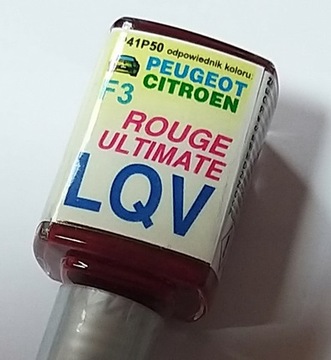 41P50 odpowiednik koloru:
PEUGEOT
F3 CITROEN
ROUGE
ULTIMATE
LQV